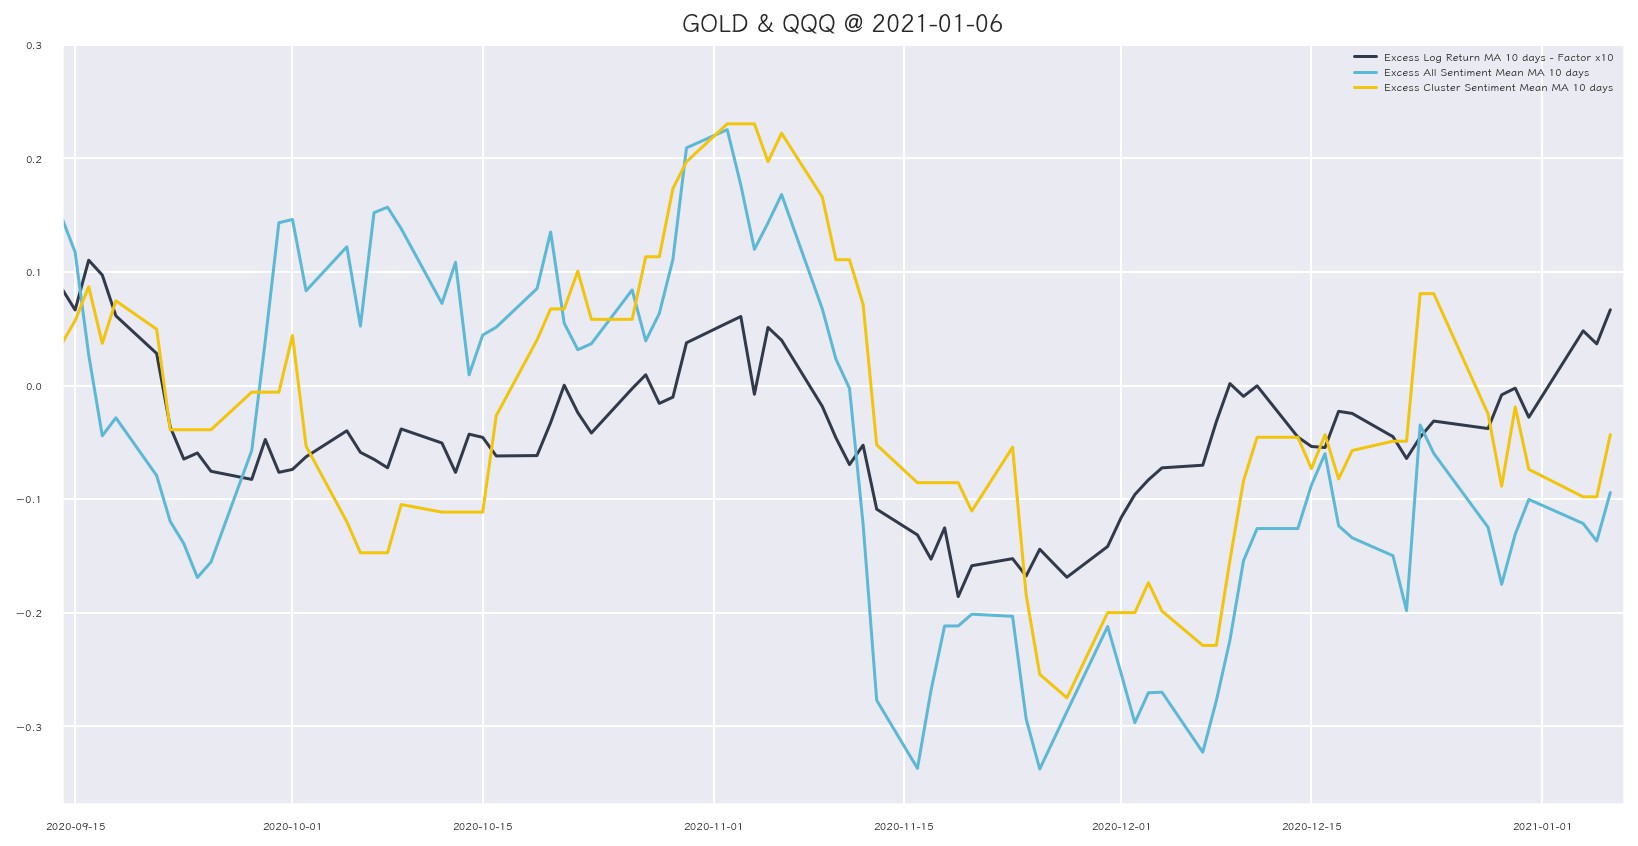 GOLD & QQQ @ 2021-01-06
Excess Log Return MA 10 days - Factor x10
Excess All Sentiment Mean MA 10 days
Excess Cluster Sentiment Mean MA 10 days
0.3
0.2
0.1
0.0
−0.1
−0.2
−0.3
2020-09-15 2020-10-01 2020-10-15 2020-11-01 2020-11-15 2020-12-01 2020-12-15 2021-01-01